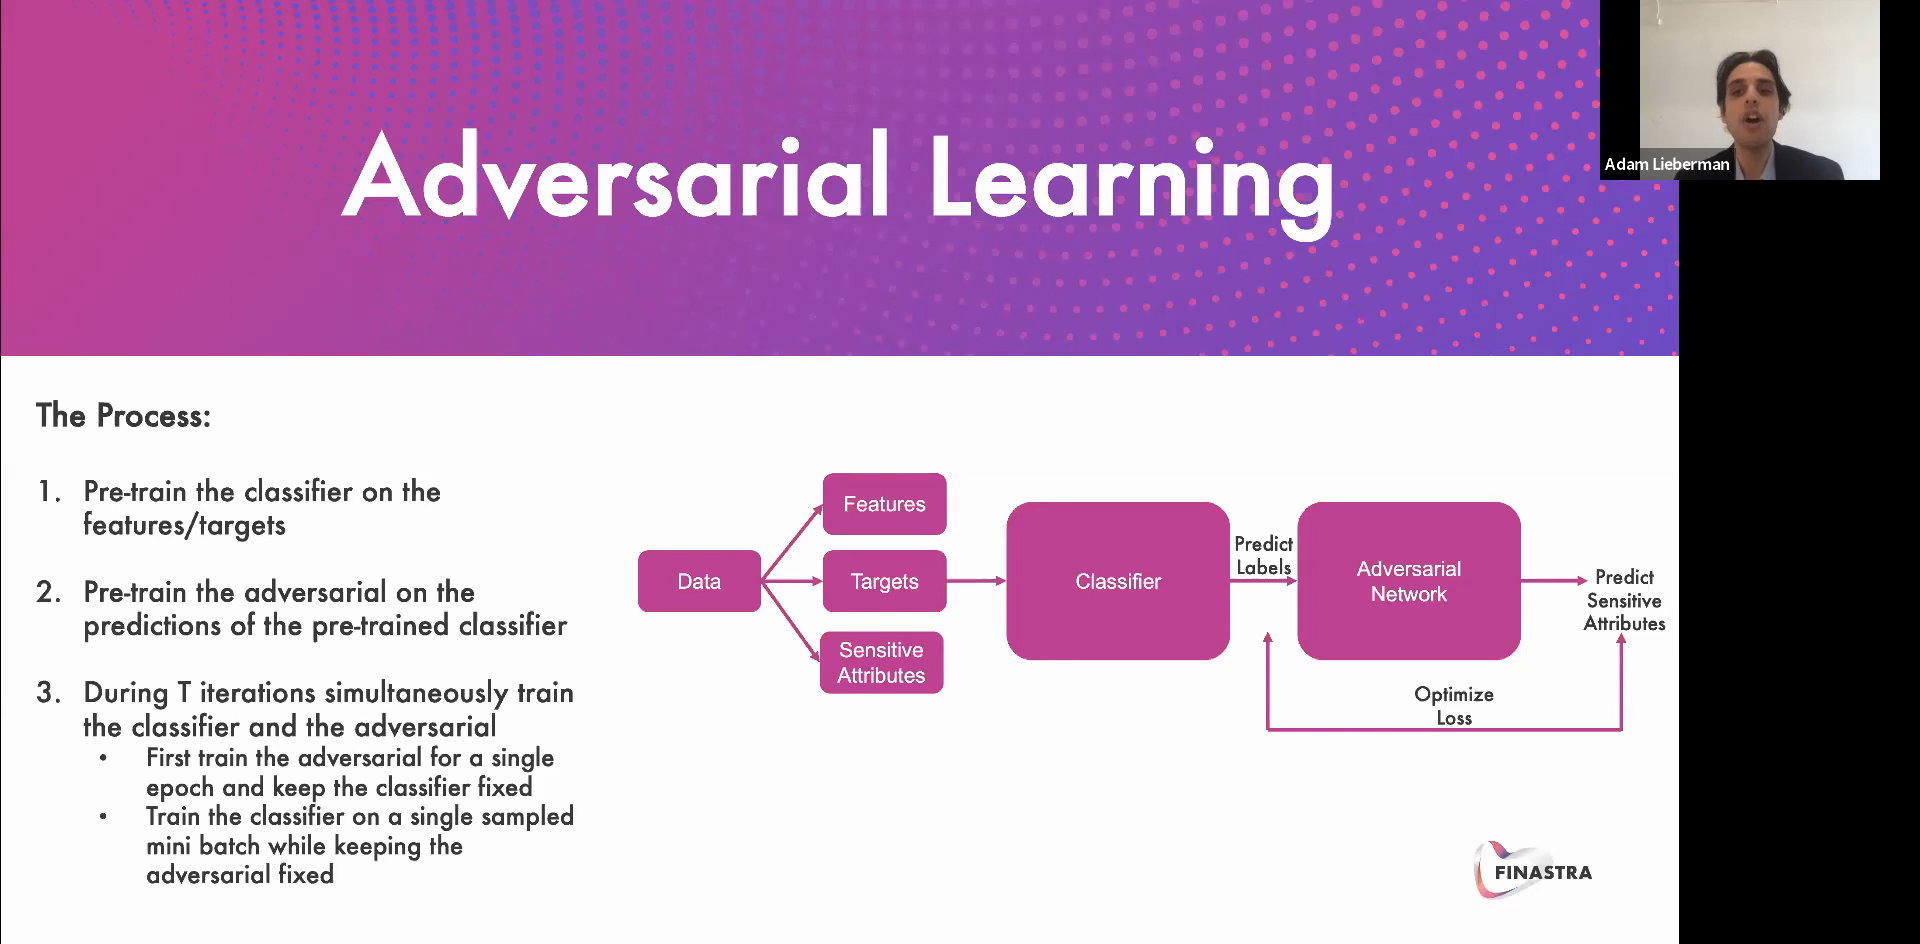 Adversarial Learning
Adam Lieberman
The Process:
1. Pre-train the classifier on the
features/targets
2. Pre-train the adversarial on the
predictions of the pre-trained classifier
3. During T iterations simultaneously train
the classifier and the adversarial
• First train the adversarial for a single
epoch and keep the classifier fixed
• Train the classifier on a single sampled
mini batch while keeping the
adversarial fixed
Data
Features
Targets
Sensitive
Attributes
Classifier
Predict
Labels
Adversarial
Network
Predict
Sensitive
Attributes
Optimize
Loss
FINASTRA